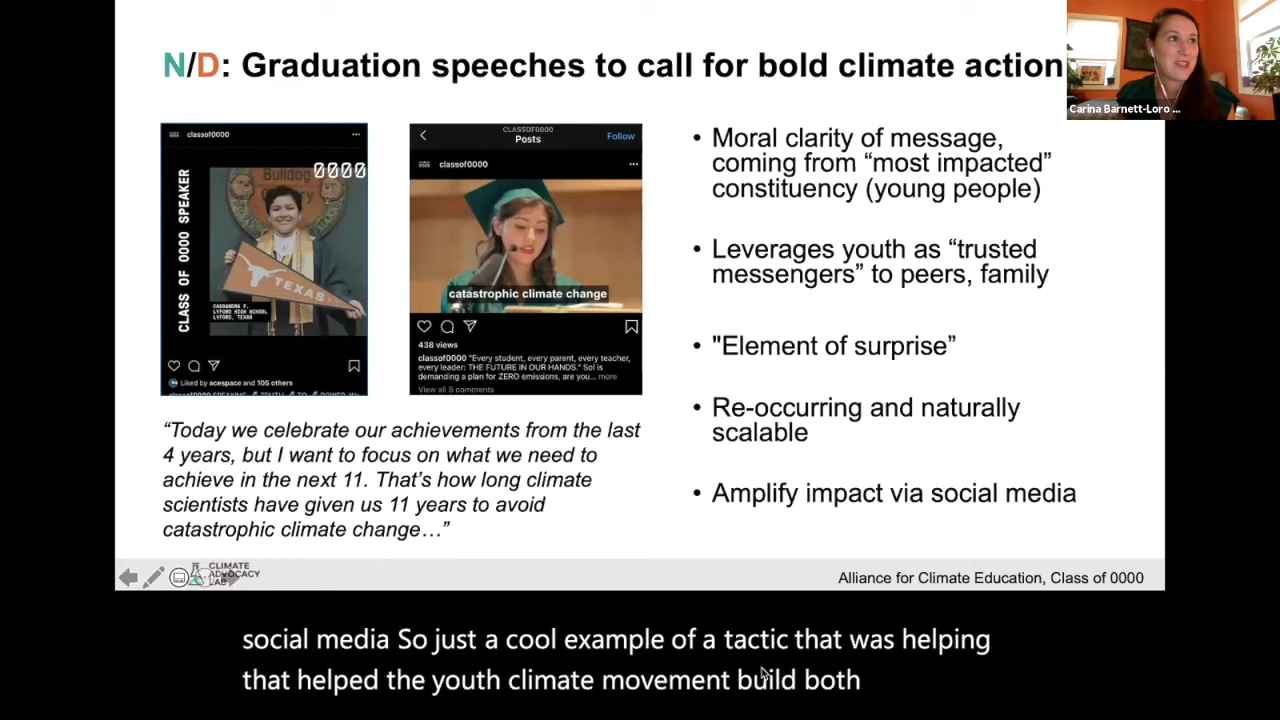 N/D: Graduation speeches to call for bold climate action
Carina Barnett-Loro ...
classof0000
0000
Bulldog
CLASS OF 0000 SPEAKER
TEXAS
CASSANDRA P.
LYFORD HIGH SCHOOL
LYFORD, TEXAS
Liked by acespace and 105 others
CLASSOF0000
Posts
Follow
classof0000
catastrophic climate change
438 views
classof0000 "Every student, every parent, every teacher,
every leader: THE FUTURE IN OUR HANDS." Sol is
demanding a plan for ZERO emissions, are you... more
View all 5 comments
“Today we celebrate our achievements from the last
4 years, but I want to focus on what we need to
achieve in the next 11. That’s how long climate
scientists have given us 11 years to avoid
catastrophic climate change…”
• Moral clarity of message,
coming from “most impacted”
constituency (young people)
• Leverages youth as “trusted
messengers” to peers, family
• "Element of surprise”
• Re-occurring and naturally
scalable
• Amplify impact via social media
CLIMATE
ADVOCACY
LAB
Alliance for Climate Education, Class of 0000
social media So just a cool example of a tactic that was helping
that helped the youth climate movement build both